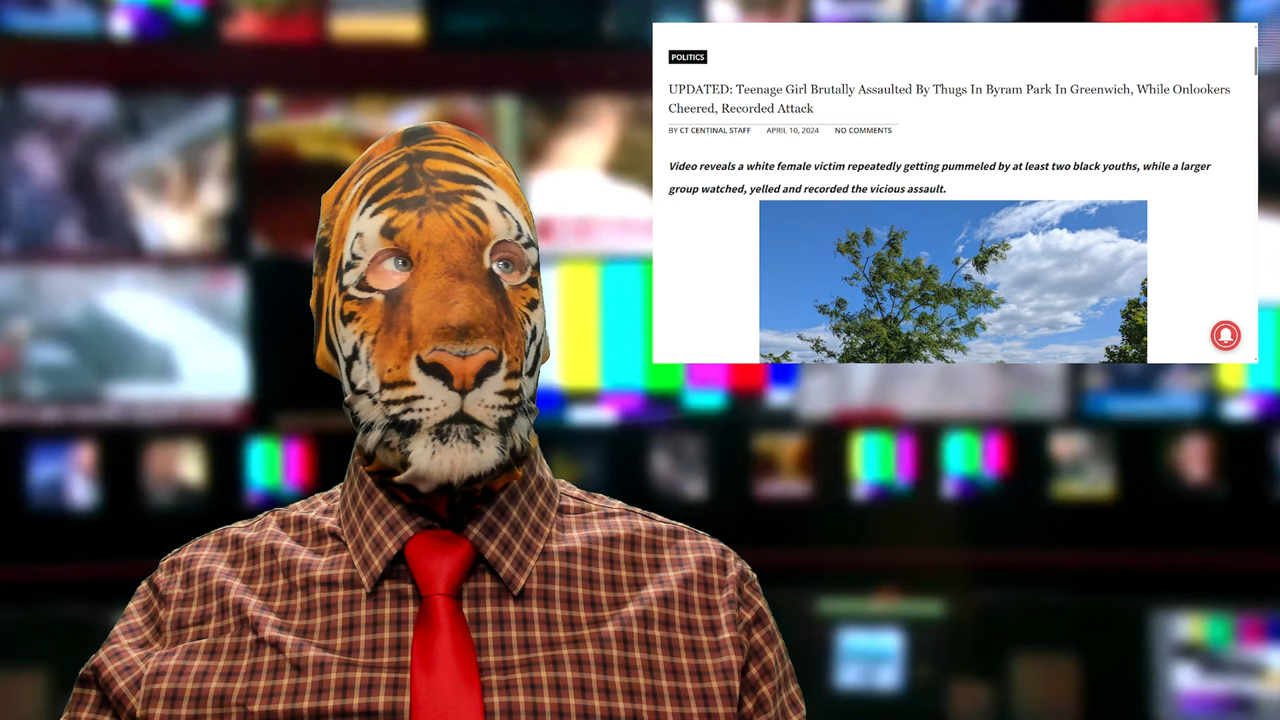 POLITICS
UPDATED: Teenage Girl Brutally Assaulted By Thugs In Byram Park In Greenwich, While Onlookers
Cheered, Recorded Attack
BY CT CENTINAL STAFF APRIL 10, 2024 NO COMMENTS
Video reveals a white female victim repeatedly getting pummeled by at least two black youths, while a larger
group watched, yelled and recorded the vicious assault.